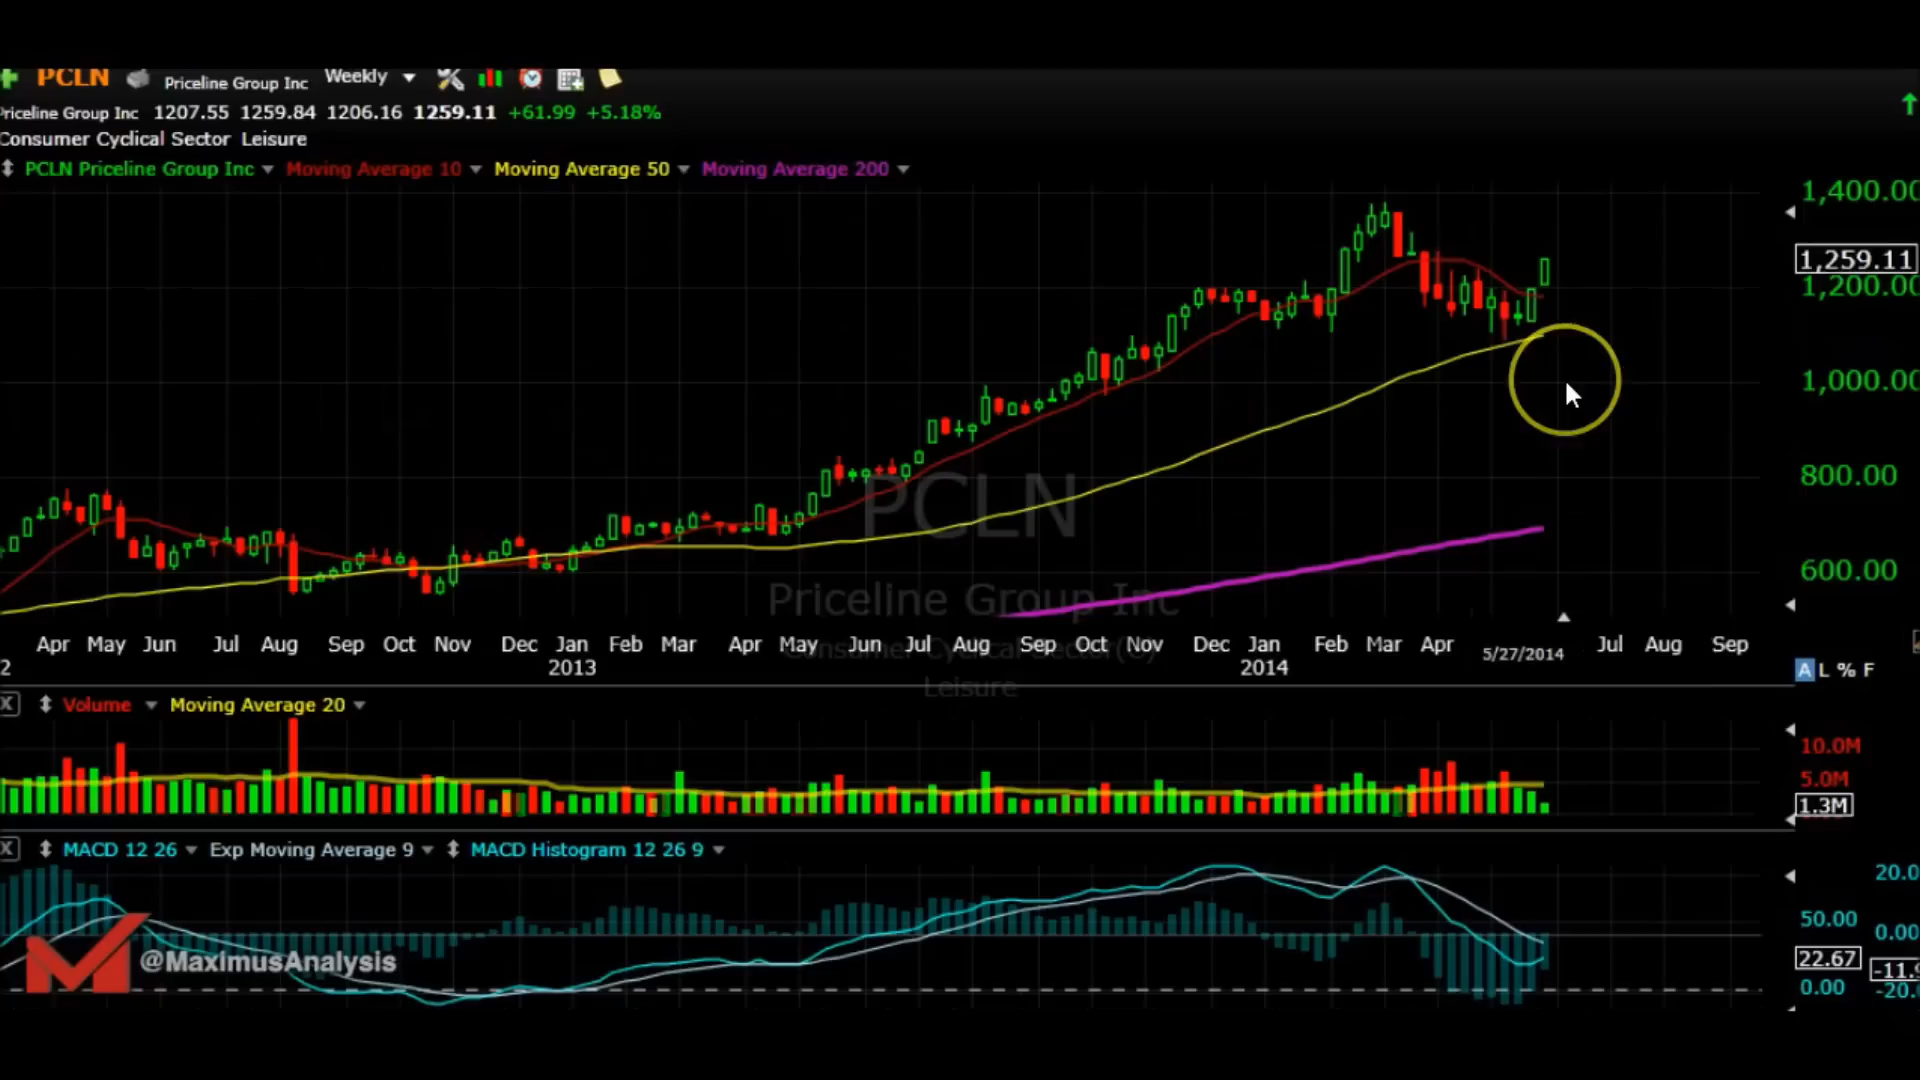 PCLN Priceline Group Inc Weekly
Priceline Group Inc 1207.55 1259.84 1206.16 1259.11 +61.99 +5.18%
Consumer Cyclical Sector Leisure
PCLN Priceline Group Inc Moving Average 10 Moving Average 50 Moving Average 200
1,400.00
1,259.11
1,200.00
1,000.00
800.00
600.00
PCLN
Priceline Group Inc
Consumer Cyclical Sector(C)
Leisure
Apr May Jun Jul Aug Sep Oct Nov Dec Jan Feb Mar Apr May Jun Jul Aug Sep Oct Nov Dec Jan Feb Mar Apr 5/27/2014 Jul Aug Sep
2 2013 2014
A L % F
X Volume Moving Average 20
10.0M
5.0M
1.3M
X MACD 12 26 Exp Moving Average 9 MACD Histogram 12 26 9
20.0
50.00 0.00
22.67 -11.9
0.00 -20.
@MaximusAnalysis